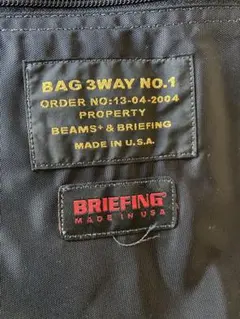 BAG 3WAY NO.1
ORDER NO:13-04-2004
PROPERTY
BEAMS+ & BRIEFING
MADE IN U.S.A.
BRIEFING®
MADE IN USA